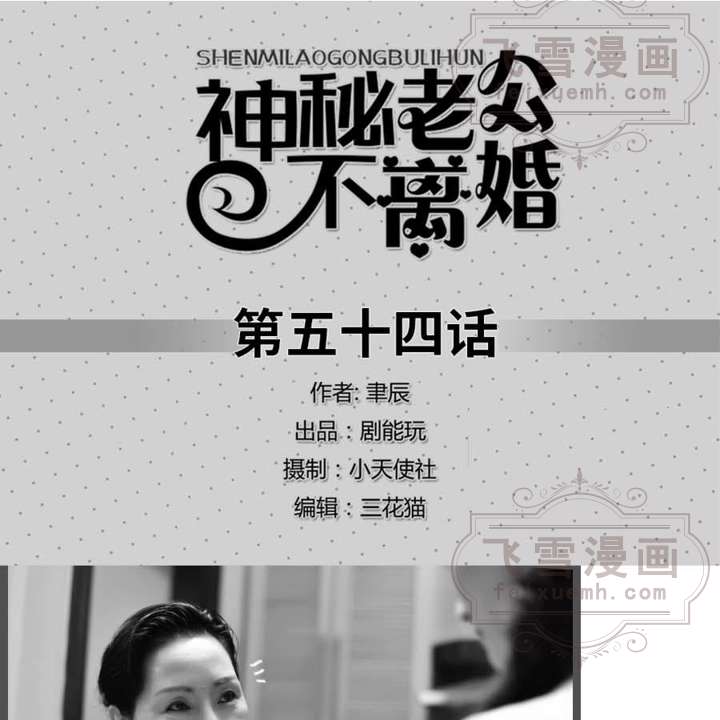 飞雪漫画
feixuemh.com
SHENMILAOGONGBULIHUN
神秘老公
不离婚
第五十四话
作者: 聿辰
出品：剧能玩
摄制：小天使社
编辑：三花猫
飞雪漫画
feixuemh.com